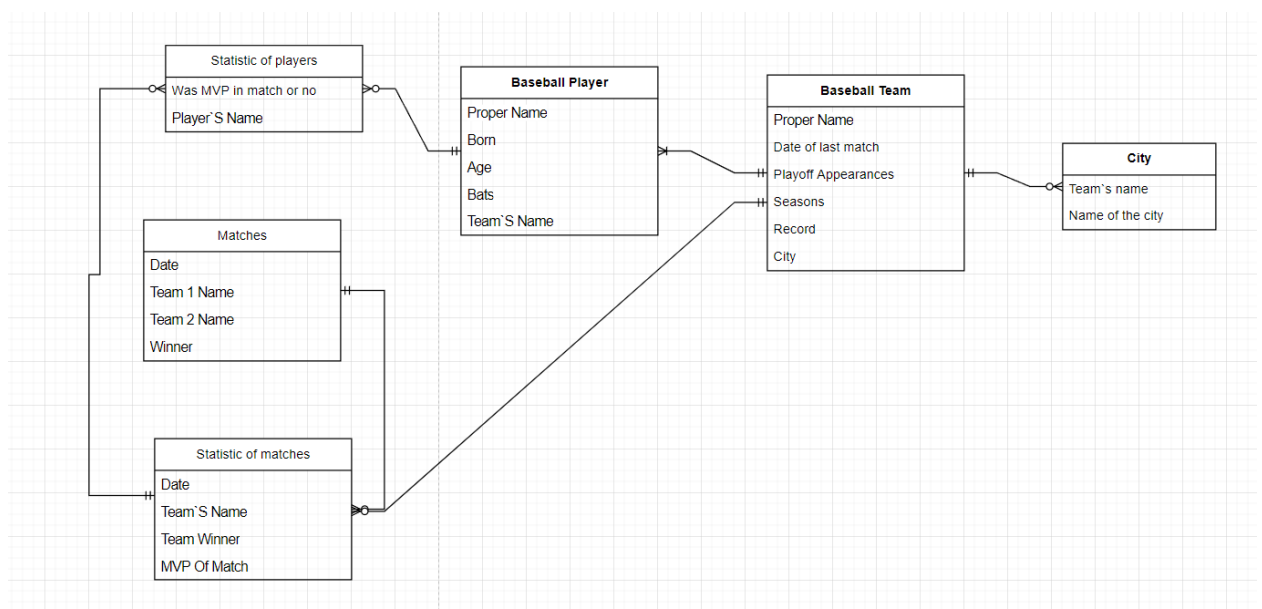 Statistic of players
Was MVP in match or no
Player`S Name
Baseball Player
Proper Name
Born
Age
Bats
Team`S Name
Baseball Team
Proper Name
Date of last match
Playoff Appearances
Seasons
Record
City
City
Team`s name
Name of the city
Matches
Date
Team 1 Name
Team 2 Name
Winner
Statistic of matches
Date
Team`S Name
Team Winner
MVP Of Match